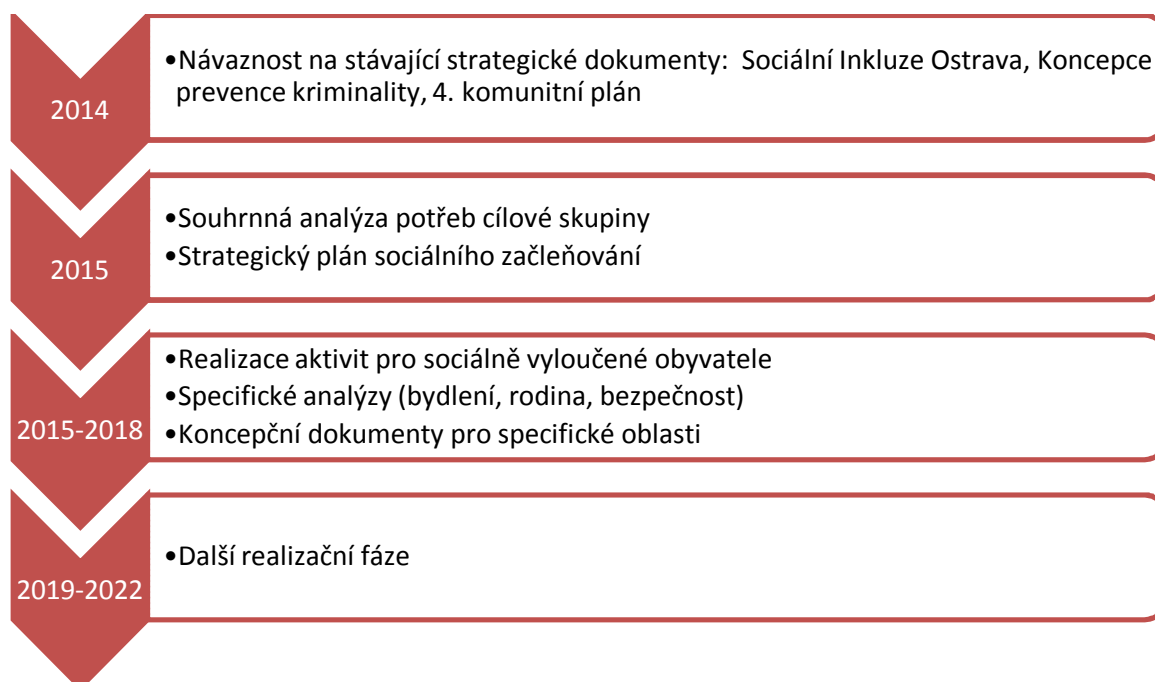 2014
•Návaznost na stávající strategické dokumenty: Sociální Inkluze Ostrava, Koncepce
prevence kriminality, 4. komunitní plán
2015
•Souhrnná analýza potřeb cílové skupiny
•Strategický plán sociálního začleňování
2015-2018
•Realizace aktivit pro sociálně vyloučené obyvatele
•Specifické analýzy (bydlení, rodina, bezpečnost)
•Koncepční dokumenty pro specifické oblasti
2019-2022
•Další realizační fáze